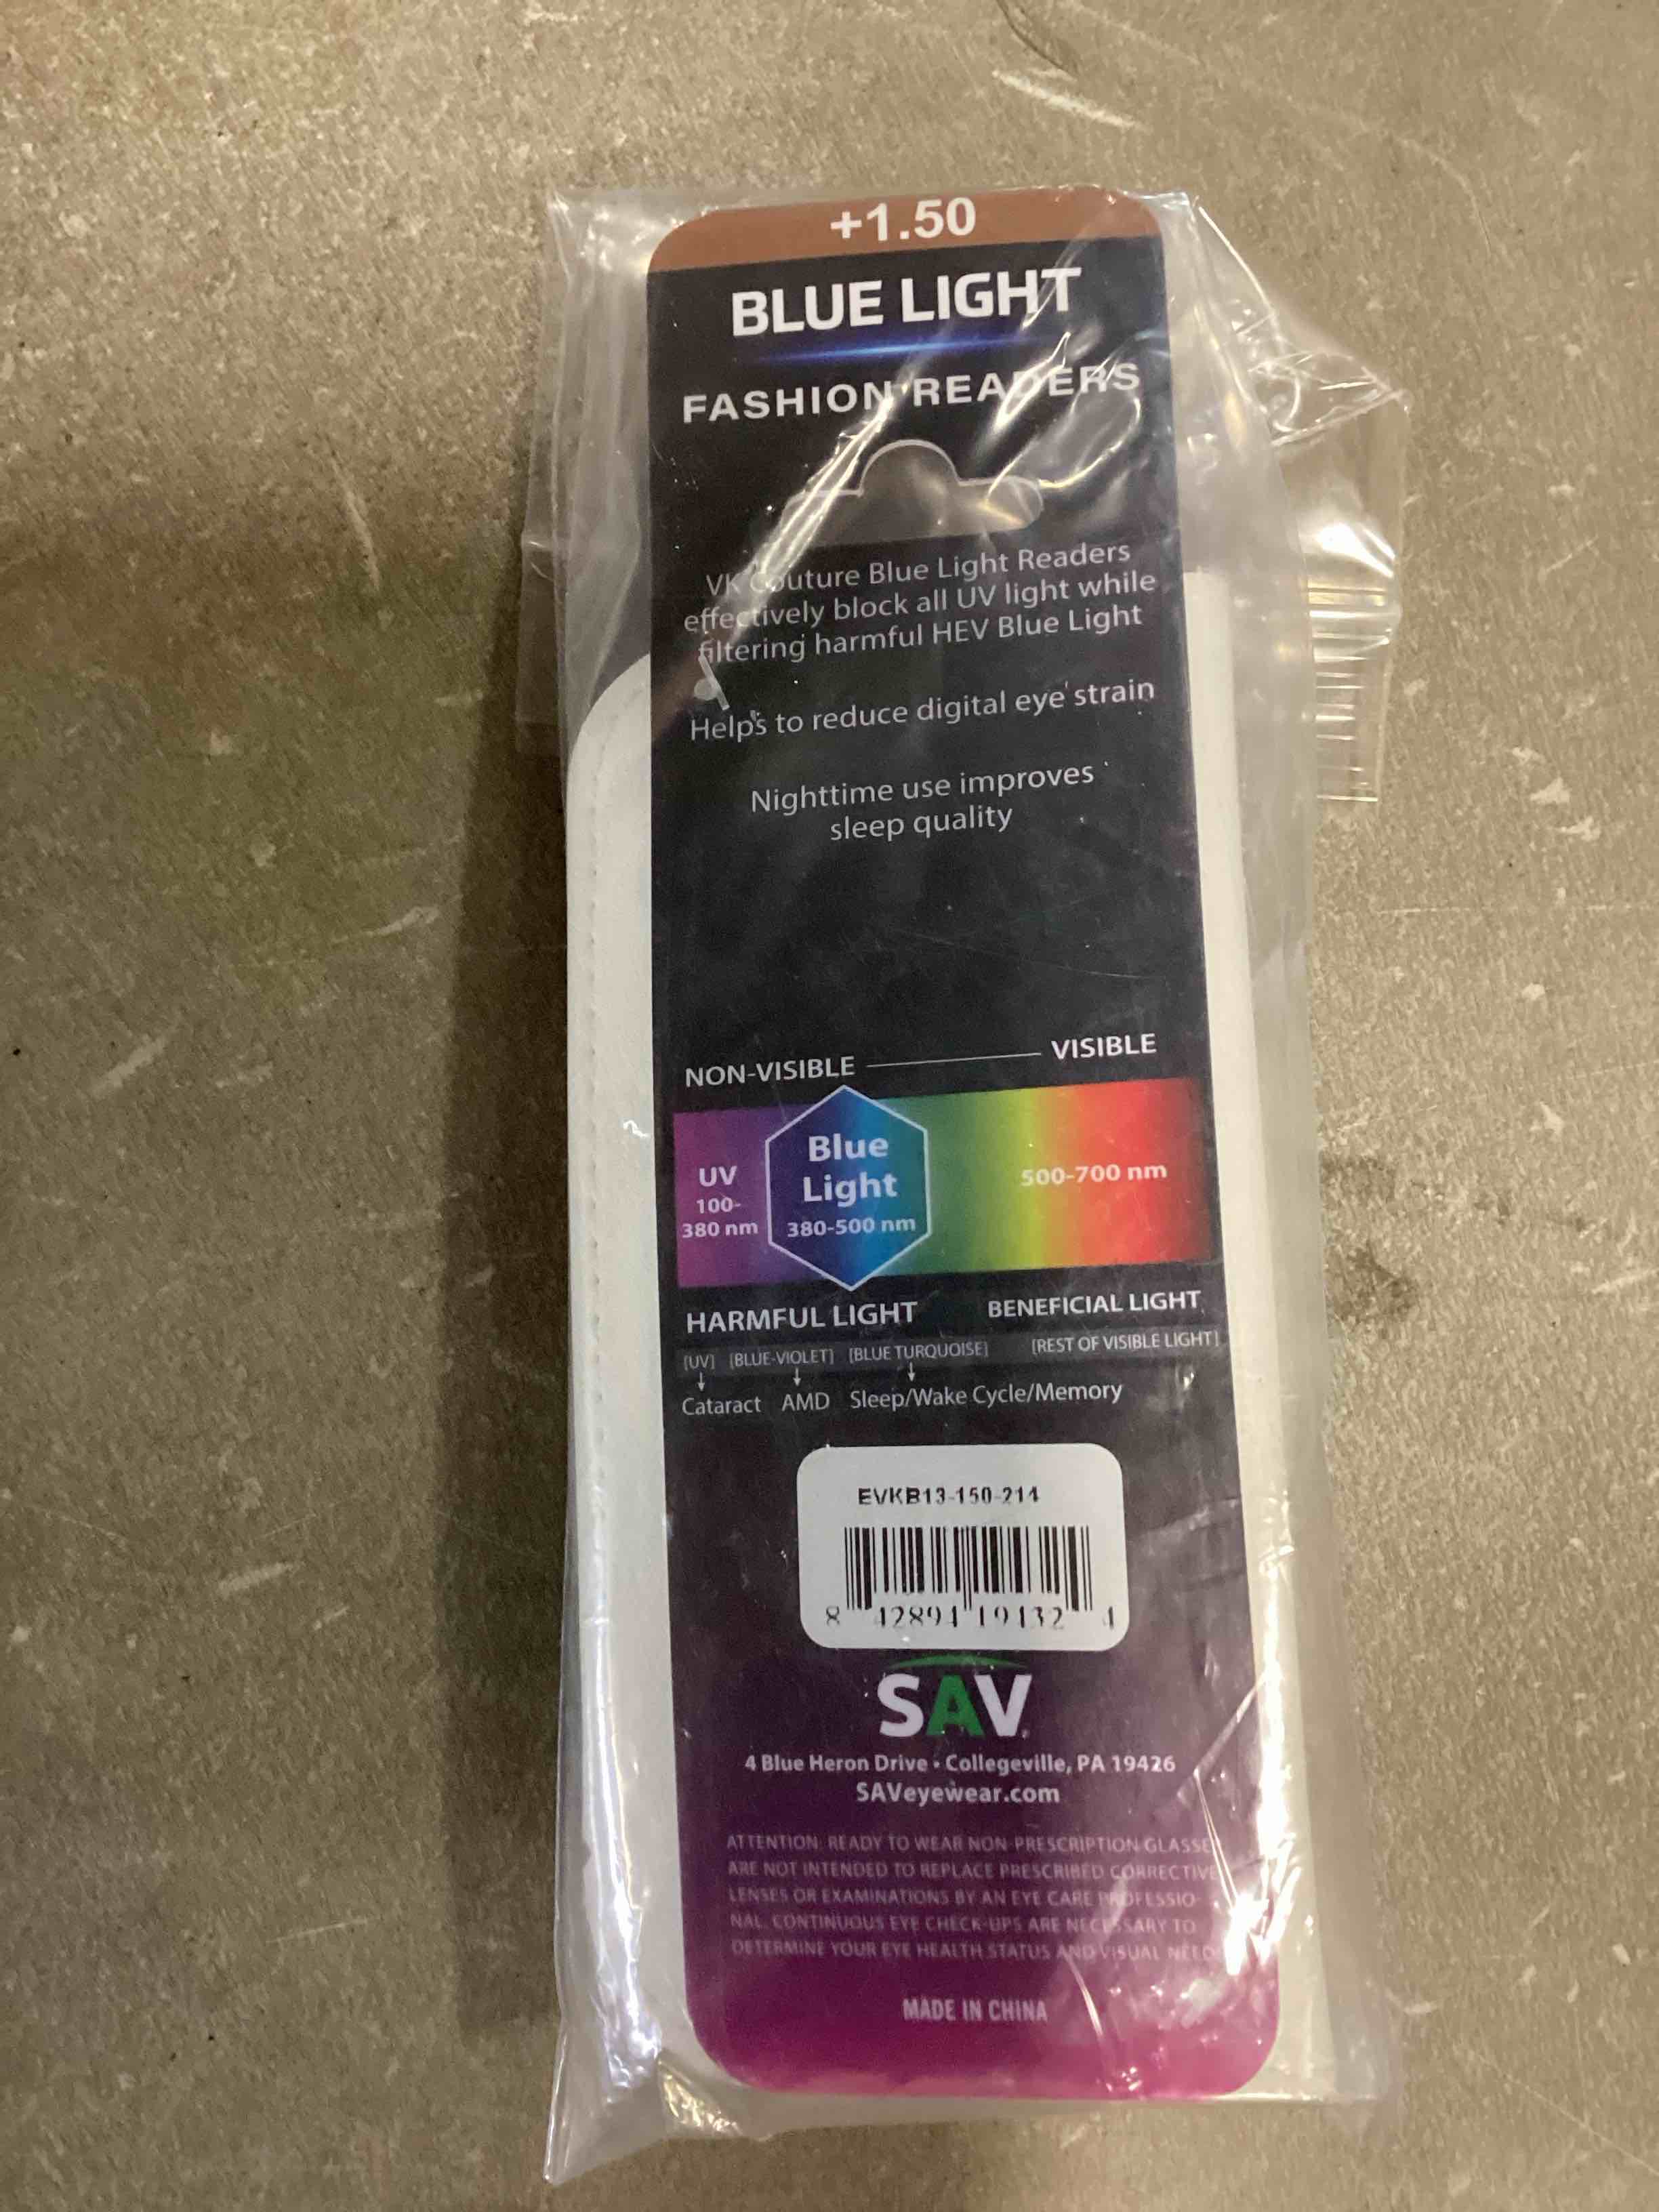 +1.50
BLUE LIGHT
FASHION READERS
VK Couture Blue Light Readers
effectively block all UV light while
filtering harmful HEV Blue Light
Helps to reduce digital eye strain
Nighttime use improves
sleep quality
NON-VISIBLE VISIBLE
UV
100-
380 nm
Blue
Light
380-500 nm
500-700 nm
HARMFUL LIGHT BENEFICIAL LIGHT
[UV] [BLUE-VIOLET] [BLUE TURQUOISE] [REST OF VISIBLE LIGHT]
Cataract AMD Sleep/Wake Cycle/Memory
EVKB13-150-214
8 42894 19432 4
SAV
4 Blue Heron Drive • Collegeville, PA 19426
SAVeyewear.com
ATTENTION: READY TO WEAR NON-PRESCRIPTION GLASSE
ARE NOT INTENDED TO REPLACE PRESCRIBED CORRECTIVE
LENSES OR EXAMINATIONS BY AN EYE CARE PROFESSIO-
NAL. CONTINUOUS EYE CHECK-UPS ARE NECESSARY TO
DETERMINE YOUR EYE HEALTH STATUS AND VISUAL NEED
MADE IN CHINA